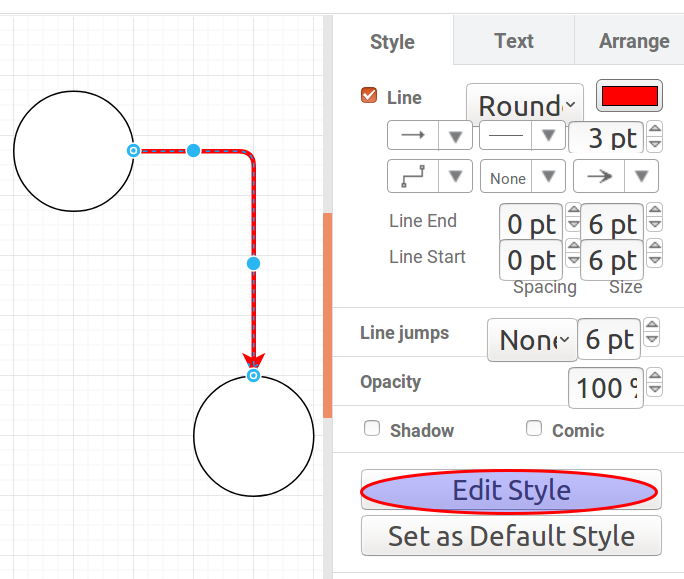 Style Text Arrange
Line Round
3 pt
None
Line End 0 pt 6 pt
Line Start 0 pt 6 pt
Spacing Size
Line jumps None 6 pt
Opacity 100 %
Shadow Comic
Edit Style
Set as Default Style